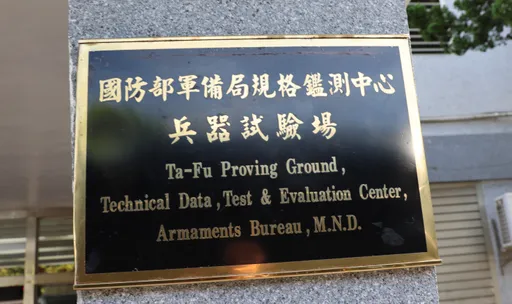 國防部軍備局規格鑑測中心
兵器試驗場
Ta-Fu Proving Ground,
Technical Data, Test & Evaluation Center,
Armaments Bureau, M.N.D.